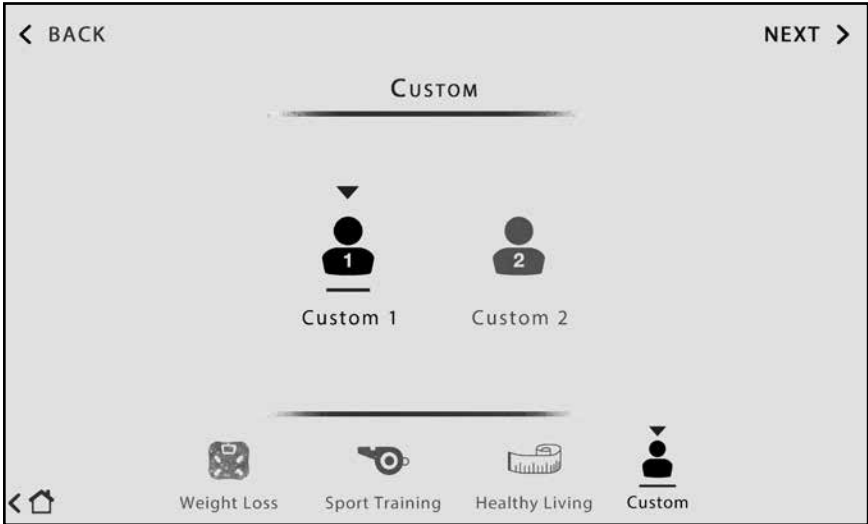 BACK
NEXT
CUSTOM
1
2
Custom 1
Custom 2
Weight Loss
Sport Training
Healthy Living
Custom